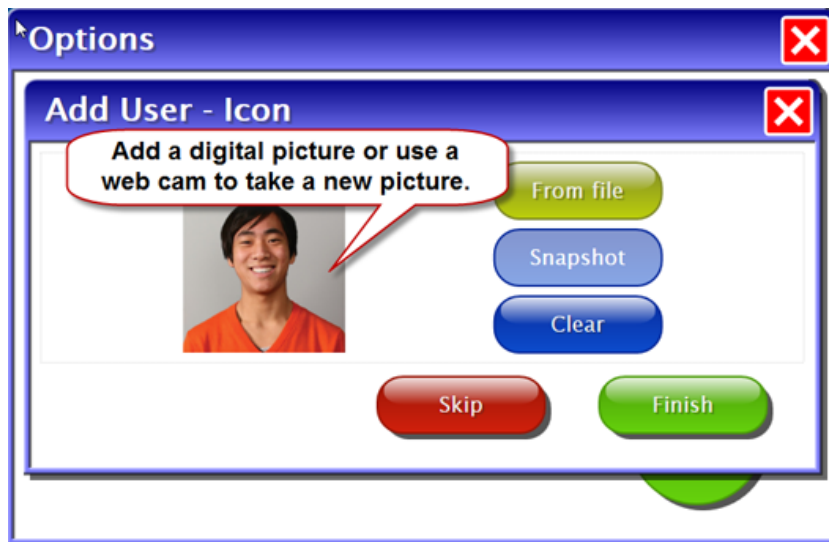 Options
Add User - Icon
Add a digital picture or use a
web cam to take a new picture.
From file
Snapshot
Clear
Skip
Finish